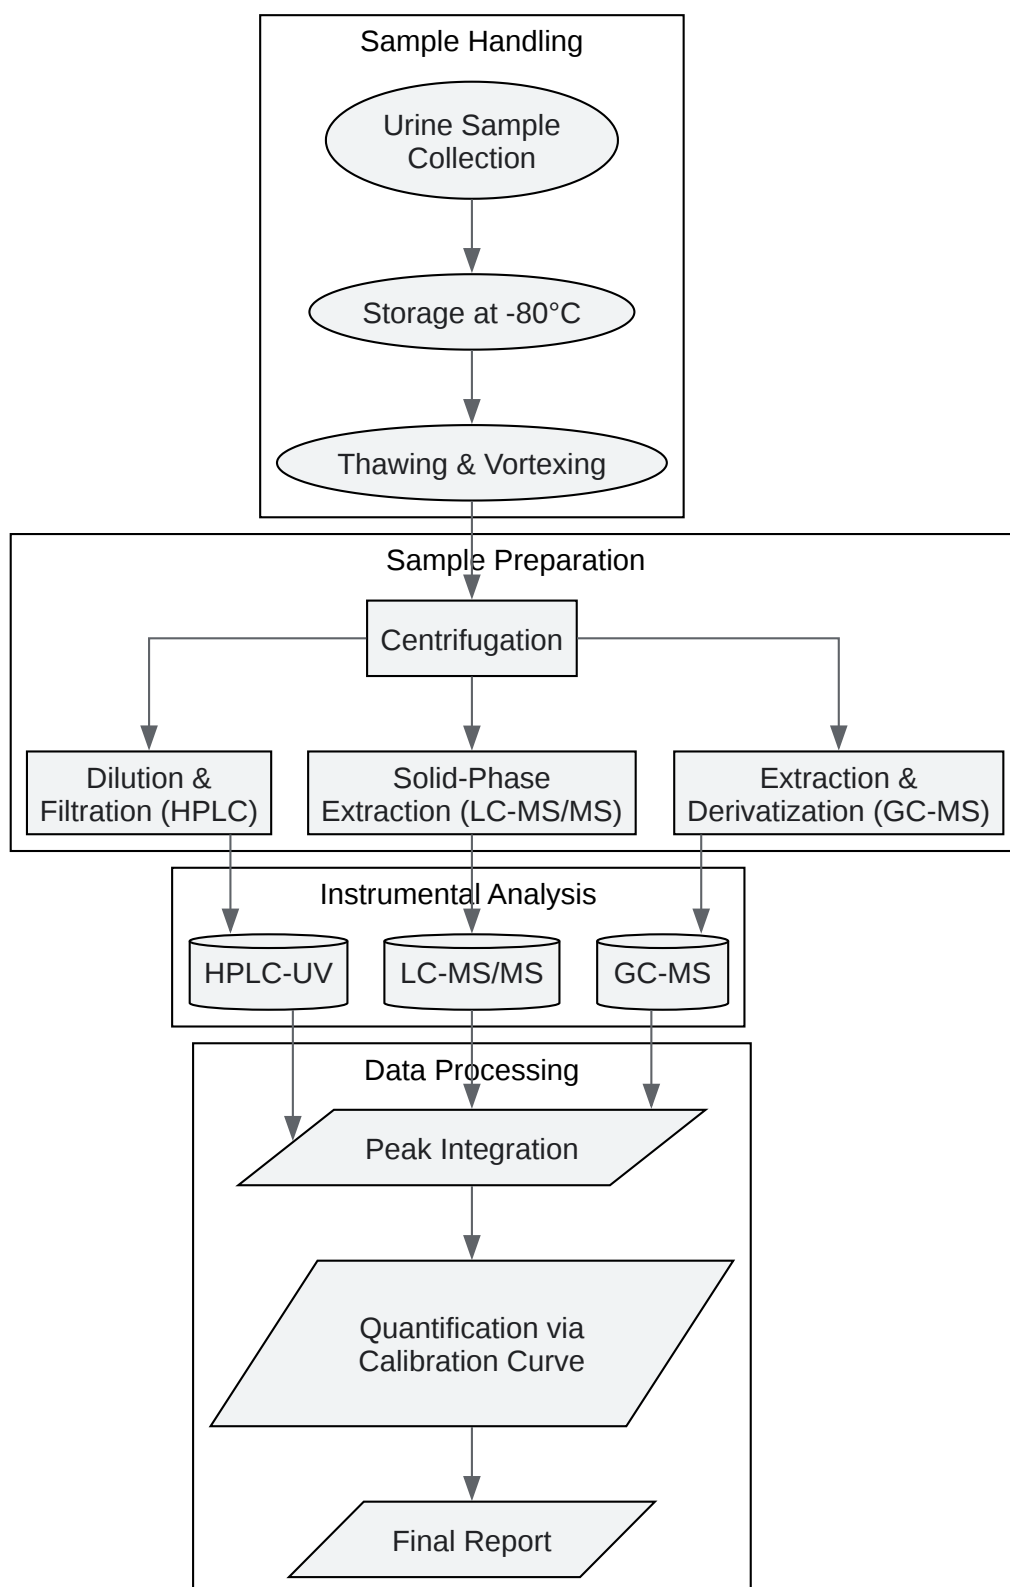 Sample Handling
Urine Sample
Collection
Storage at -80°C
Thawing & Vortexing
Sample Preparation
Centrifugation
Dilution &
Filtration (HPLC)
Solid-Phase
Extraction (LC-MS/MS)
Extraction &
Derivatization (GC-MS)
Instrumental Analysis
HPLC-UV
LC-MS/MS
GC-MS
Data Processing
Peak Integration
Quantification via
Calibration Curve
Final Report